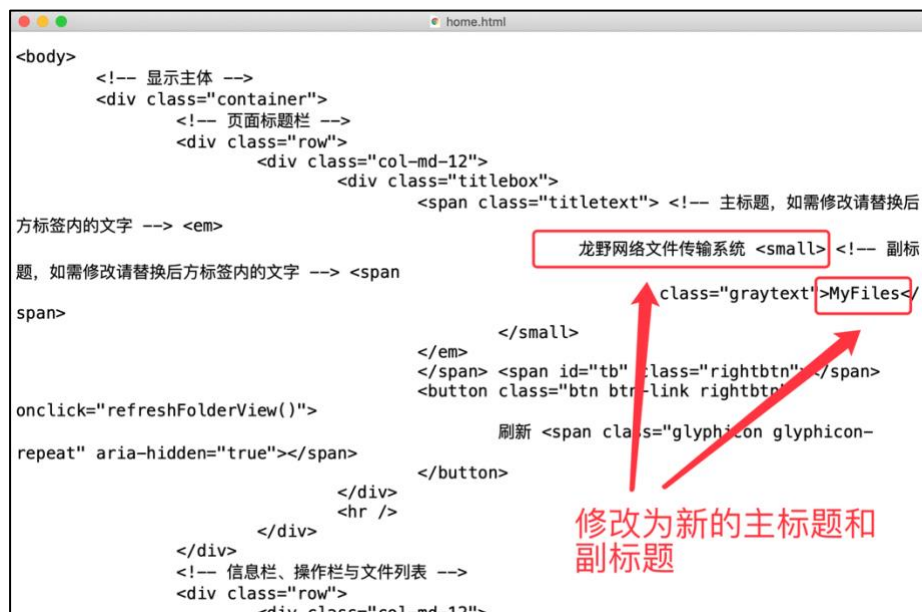 home.html
<body>
<!-- 显示主体 -->
<div class="container">
<!-- 页面标题栏 -->
<div class="row">
<div class="col-md-12">
<div class="titlebox">
<span class="titletext"> <!-- 主标题，如需修改请替换后
方标签内的文字 --> <em>
龙野网络文件传输系统 <small> <!-- 副标
题，如需修改请替换后方标签内的文字 --> <span
class="graytext">MyFiles</
span>
</small>
</em>
</span> <span id="tb" class="rightbtn"></span>
<button class="btn btn-link rightbtn"
onclick="refreshFolderView()">
刷新 <span class="glyphicon glyphicon-
repeat" aria-hidden="true"></span>
</button>
</div>
<hr />
</div>
</div>
修改为新的主标题和
副标题
<!-- 信息栏、操作栏与文件列表 -->
<div class="row">
<div class="col-md-12">